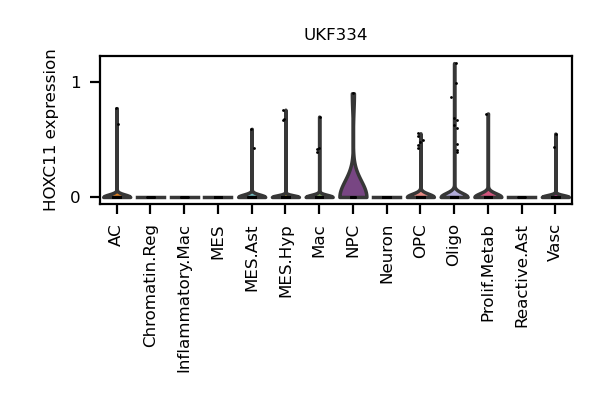 UKF334
HOXC11 expression
1
0
AC
Chromatin.Reg
Inflammatory.Mac
MES
MES.Ast
MES.Hyp
Mac
NPC
Neuron
OPC
Oligo
Prolif.Metab
Reactive.Ast
Vasc